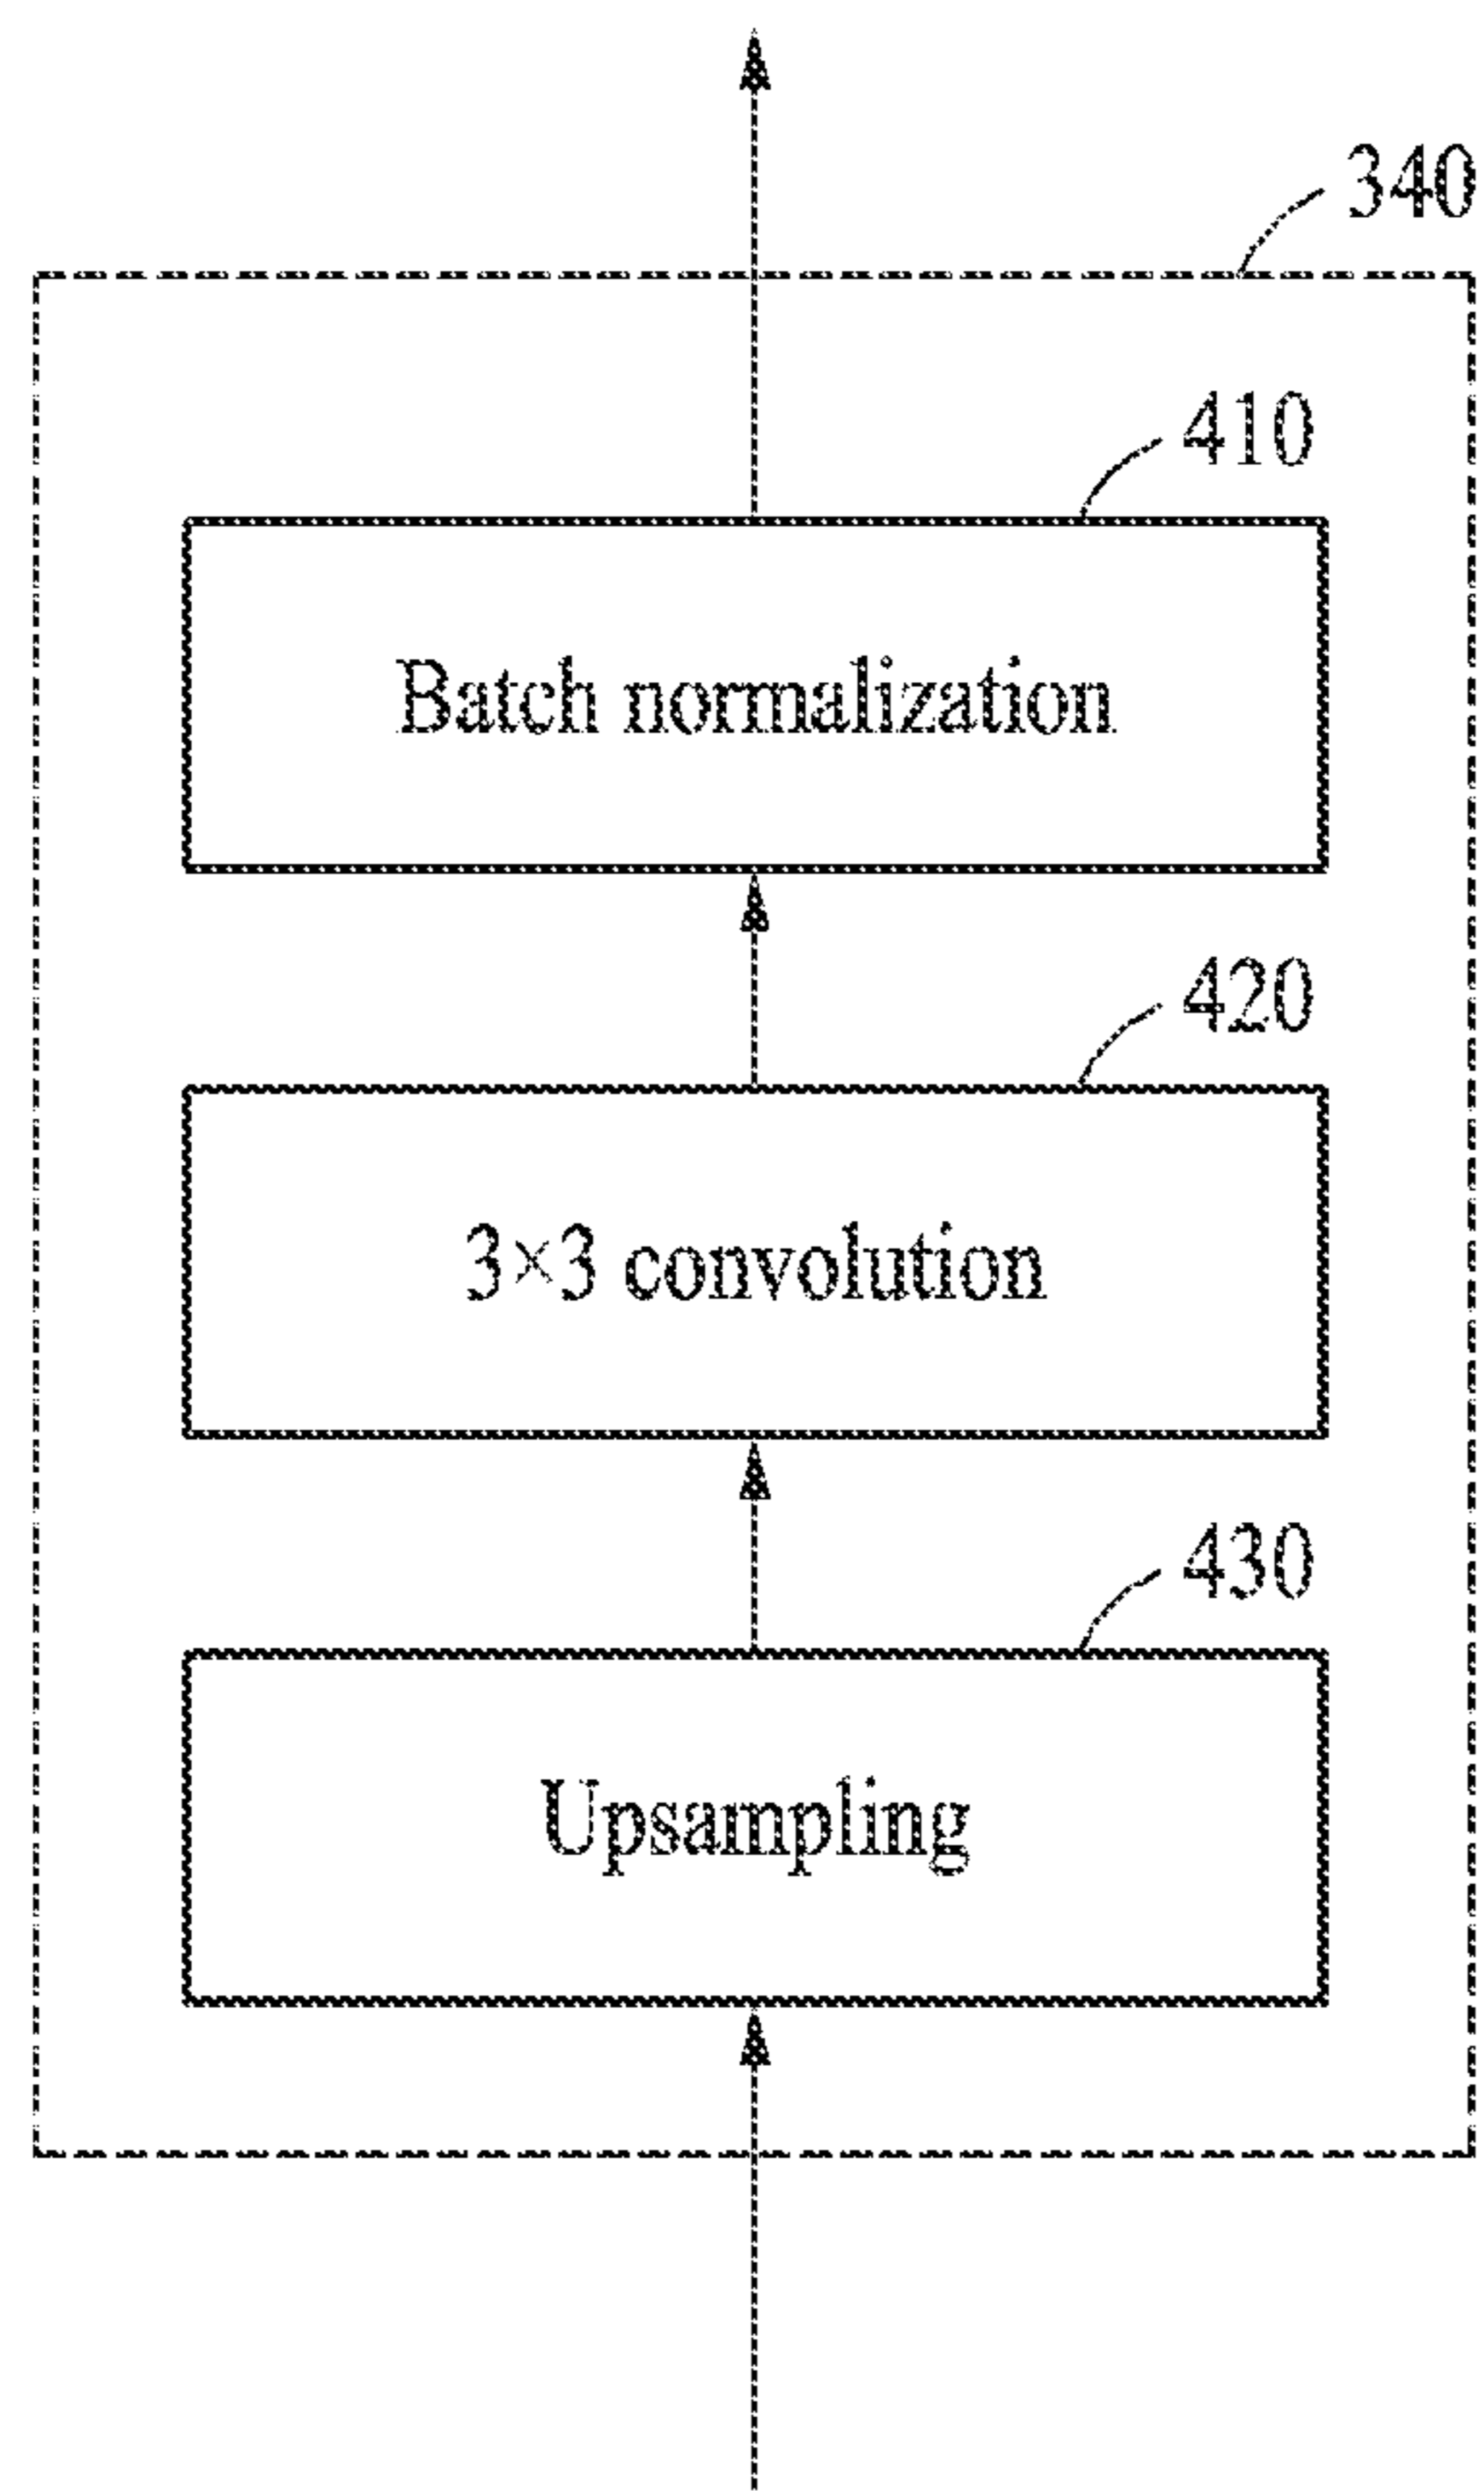 340
410
Batch normalization
420
3×3 convolution
430
Upsampling